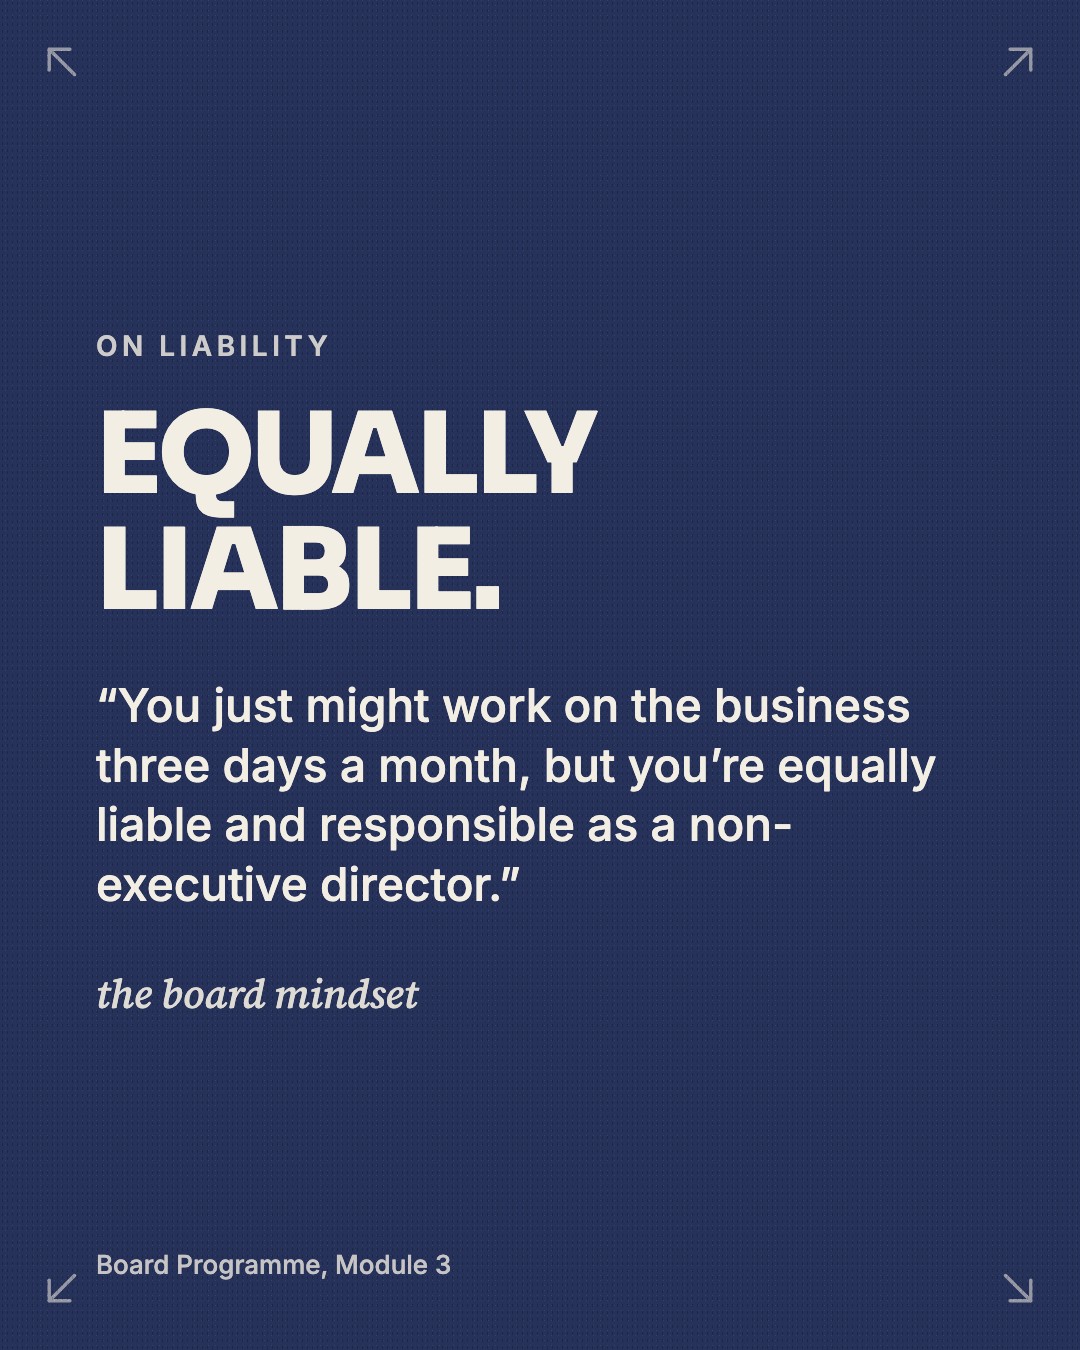 ON LIABILITY
EQUALLY
LIABLE.
“You just might work on the business
three days a month, but you’re equally
liable and responsible as a non-
executive director.”
the board mindset
Board Programme, Module 3